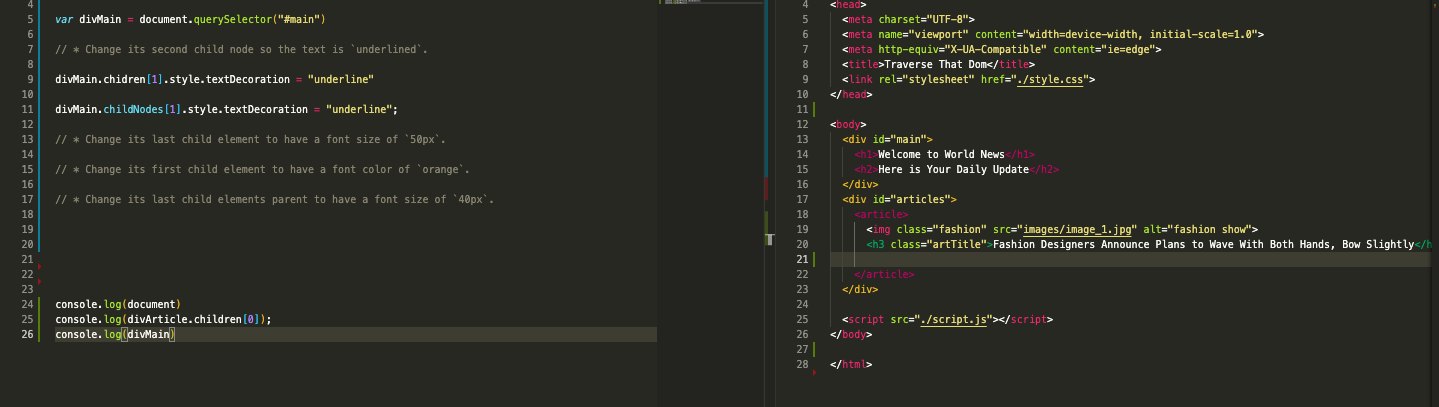 4
5 var divMain = document.querySelector("#main")
6
7 // * Change its second child node so the text is `underlined`.
8
9 divMain.chidren[1].style.textDecoration = "underline"
10
11 divMain.childNodes[1].style.textDecoration = "underline";
12
13 // * Change its last child element to have a font size of `50px`.
14
15 // * Change its first child element to have a font color of `orange`.
16
17 // * Change its last child elements parent to have a font size of `40px`.
18
19
20
21
22
23
24 console.log(document)
25 console.log(divArticle.children[0]);
26 console.log(divMain)
4 <head>
5 <meta charset="UTF-8">
6 <meta name="viewport" content="width=device-width, initial-scale=1.0">
7 <meta http-equiv="X-UA-Compatible" content="ie=edge">
8 <title>Traverse That Dom</title>
9 <link rel="stylesheet" href="./style.css">
10 </head>
11
12 <body>
13 <div id="main">
14 <h1>Welcome to World News</h1>
15 <h2>Here is Your Daily Update</h2>
16 </div>
17 <div id="articles">
18 <article>
19 <img class="fashion" src="images/image_1.jpg" alt="fashion show">
20 <h3 class="artTitle">Fashion Designers Announce Plans to Wave With Both Hands, Bow Slightly</h
21
22 </article>
23 </div>
24
25 <script src="./script.js"></script>
26 </body>
27
28 </html>